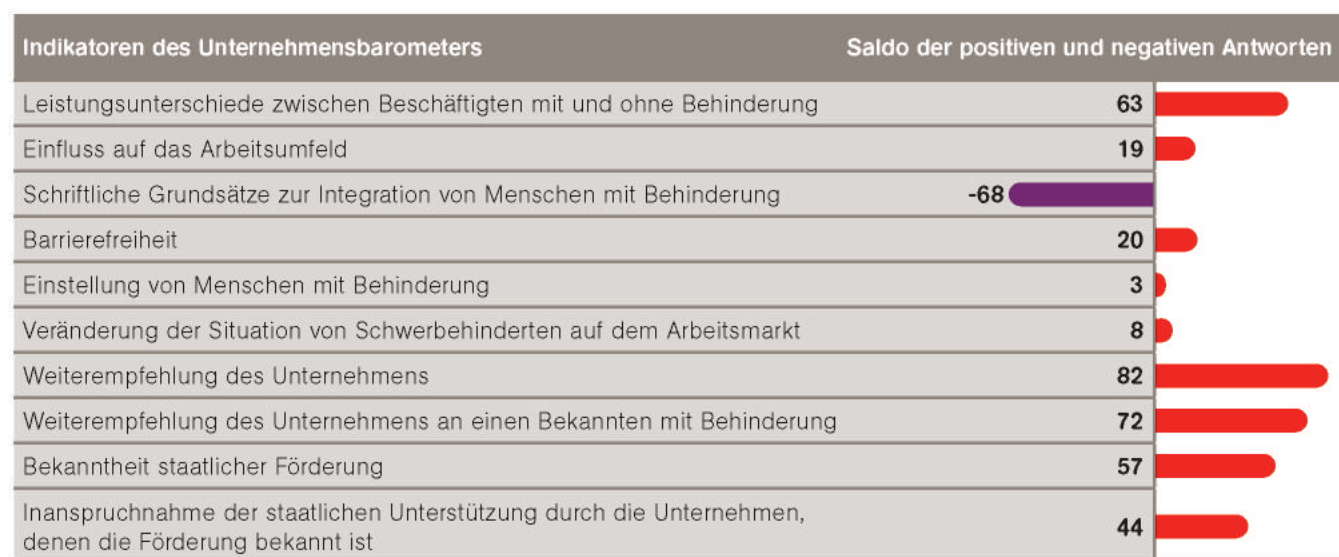 Indikatoren des Unternehmensbarometers Saldo der positiven und negativen Antworten
Leistungsunterschiede zwischen Beschäftigten mit und ohne Behinderung 63
Einfluss auf das Arbeitsumfeld 19
Schriftliche Grundsätze zur Integration von Menschen mit Behinderung -68
Barrierefreiheit 20
Einstellung von Menschen mit Behinderung 3
Veränderung der Situation von Schwerbehinderten auf dem Arbeitsmarkt 8
Weiterempfehlung des Unternehmens 82
Weiterempfehlung des Unternehmens an einen Bekannten mit Behinderung 72
Bekanntheit staatlicher Förderung 57
Inanspruchnahme der staatlichen Unterstützung durch die Unternehmen,
denen die Förderung bekannt ist 44